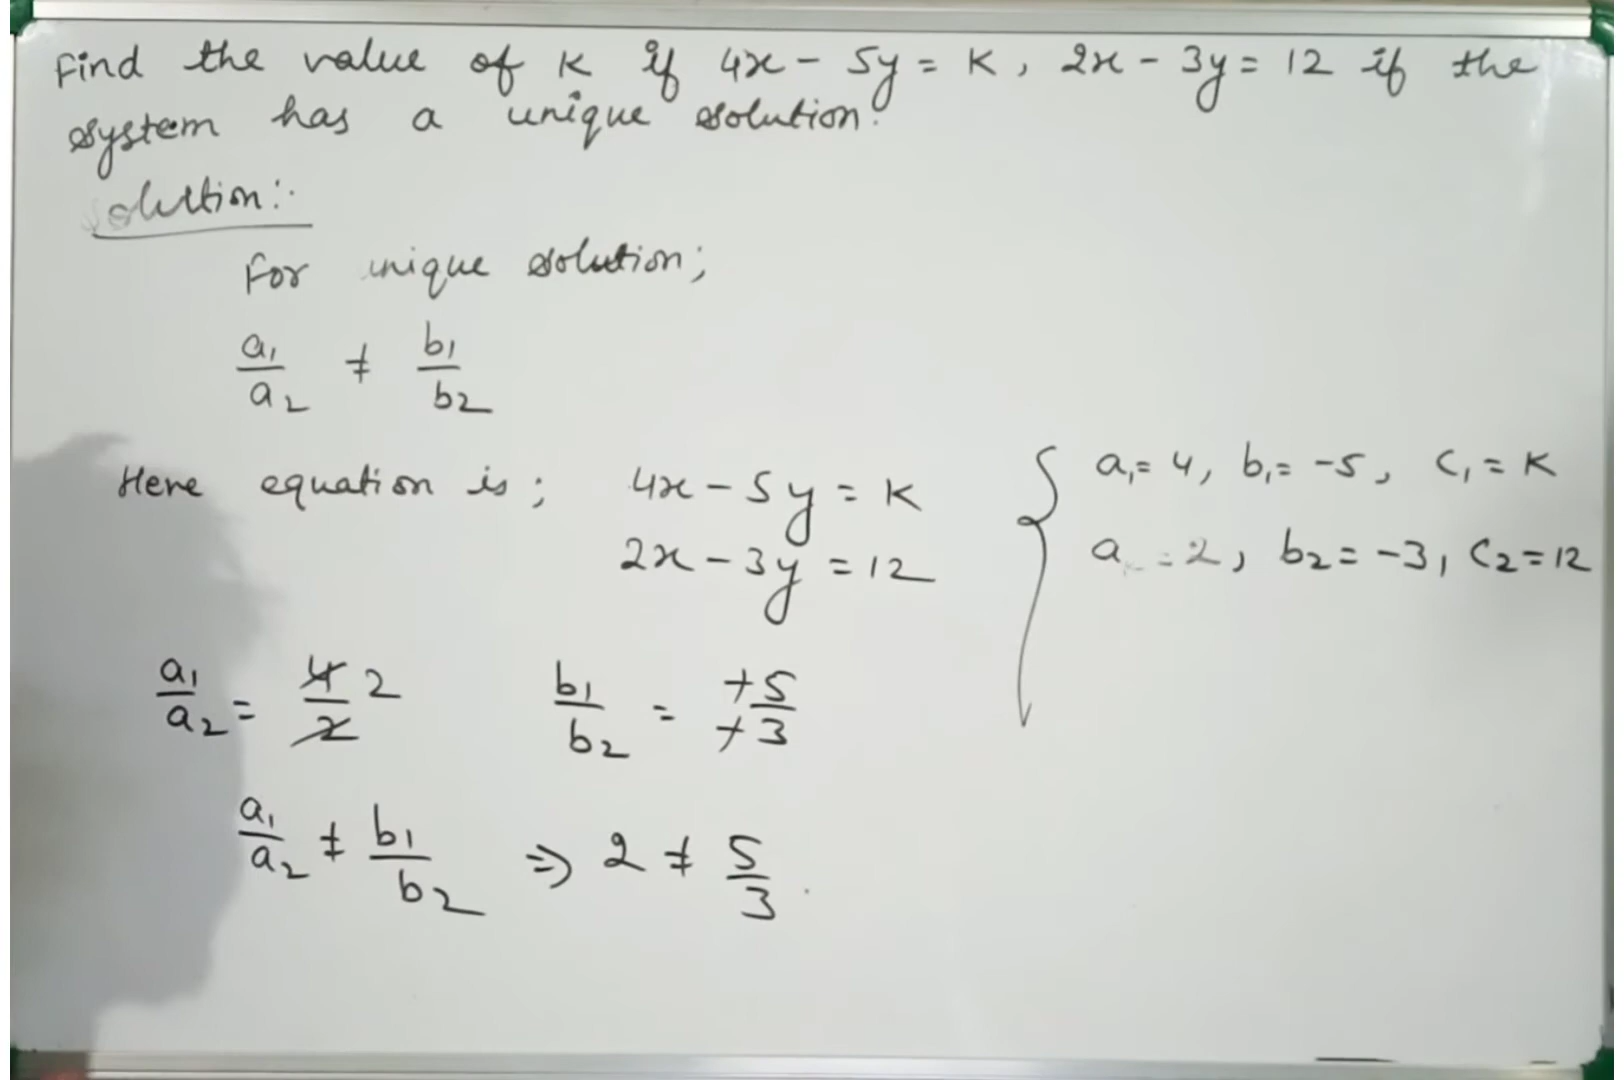 Find the value of K if 4x - 5y = K, 2x - 3y = 12 if the
system has a unique solution.
Solution:-
For unique solution;
a₁/a₂ ≠ b₁/b₂
Here equation is; 4x - 5y = K
2x - 3y = 12
a₁ = 4, b₁ = -5, C₁ = K
a = 2, b₂ = -3, C₂ = 12
a₁/a₂ = 4/2 2 b₁/b₂ = +5/+3
a₁/a₂ ≠ b₁/b₂ ⇒ 2 ≠ 5/3.